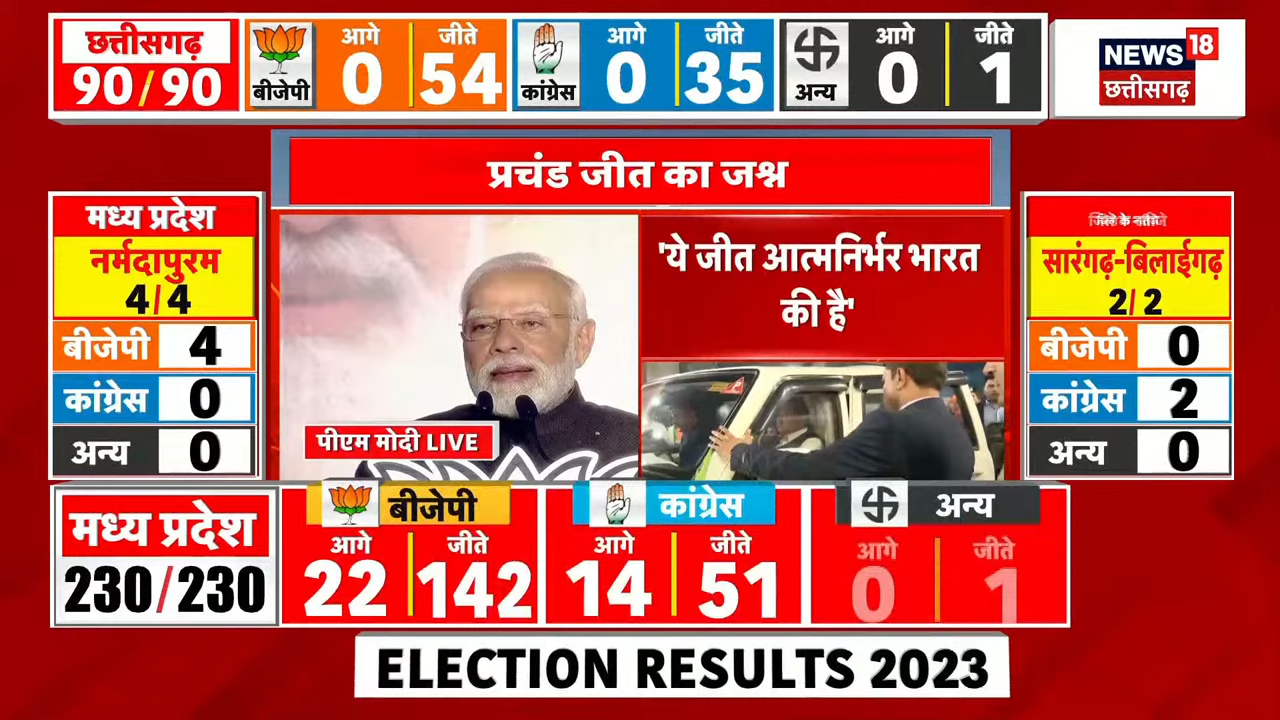 छत्तीसगढ़
90/90
बीजेपी
आगे जीते
0 54
कांग्रेस
आगे जीते
0 35
अन्य
आगे जीते
0 1
NEWS18
छत्तीसगढ़
प्रचंड जीत का जश्न
मध्य प्रदेश
नर्मदापुरम
4/4
बीजेपी 4
कांग्रेस 0
अन्य 0
'ये जीत आत्मनिर्भर भारत
की है'
पीएम मोदी LIVE
सारंगढ़-बिलाईगढ़
2/2
बीजेपी 0
कांग्रेस 2
अन्य 0
मध्य प्रदेश
230/230
बीजेपी
आगे जीते
22 142
कांग्रेस
आगे जीते
14 51
अन्य
आगे जीते
0 1
ELECTION RESULTS 2023